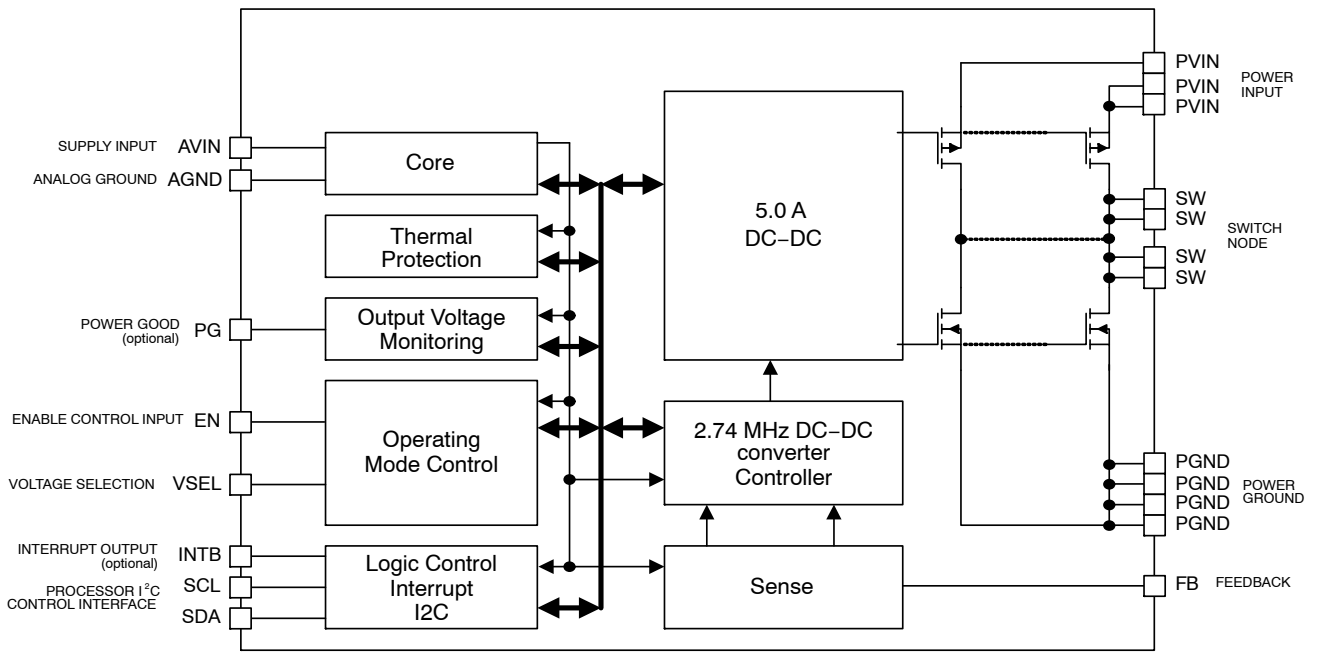 SUPPLY INPUT AVIN
ANALOG GROUND AGND
POWER GOOD
(optional)
PG
ENABLE CONTROL INPUT EN
VOLTAGE SELECTION VSEL
INTERRUPT OUTPUT
(optional)
INTB
PROCESSOR I²C
CONTROL INTERFACE
SCL
SDA
Core
Thermal
Protection
Output Voltage
Monitoring
Operating
Mode Control
Logic Control
Interrupt
I2C
5.0 A
DC−DC
2.74 MHz DC−DC
converter
Controller
Sense
PVIN
PVIN
PVIN
POWER
INPUT
SW
SW
SW
SW
SWITCH
NODE
PGND
PGND
PGND
PGND
POWER
GROUND
FB FEEDBACK